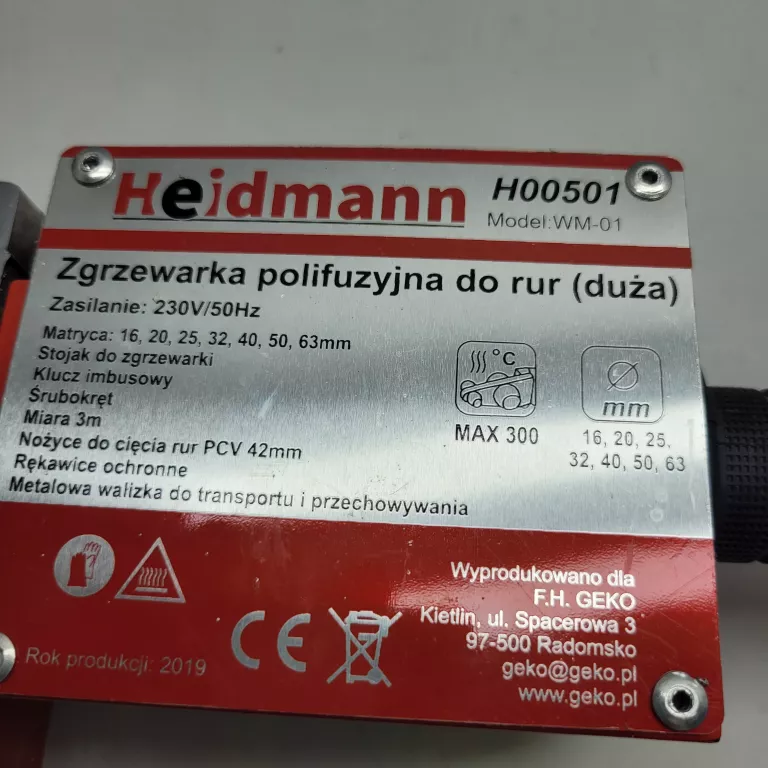 Heidmann
H00501
Model:WM-01
Zgrzewarka polifuzyjna do rur (duża)
Zasilanie: 230V/50Hz
Matryca: 16, 20, 25, 32, 40, 50, 63mm
Stojak do zgrzewarki
Klucz imbusowy
Śrubokręt
Miara 3m
Nożyce do cięcia rur PCV 42mm
Rękawice ochronne
Metalowa walizka do transportu i przechowywania
°C
MAX 300
mm
16, 20, 25,
32, 40, 50, 63
Wyprodukowano dla
F.H. GEKO
Kietlin, ul. Spacerowa 3
97-500 Radomsko
geko@geko.pl
www.geko.pl
CE
Rok produkcji: 2019